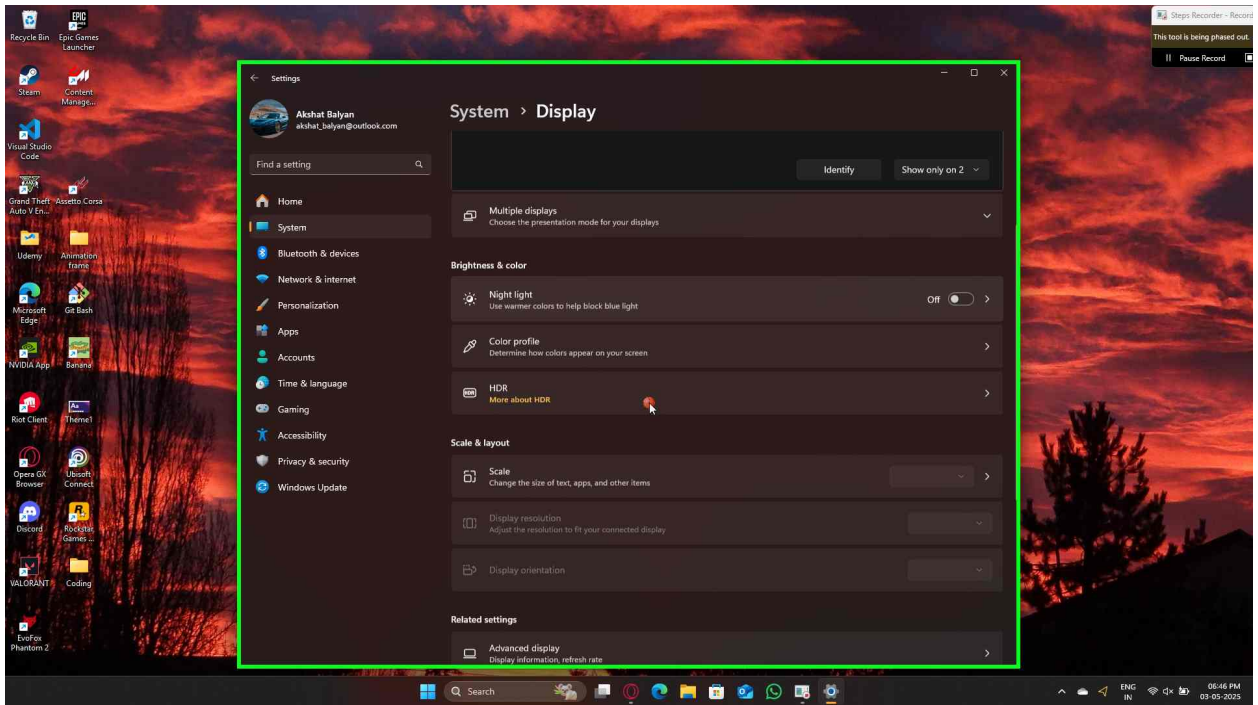 Recycle Bin
Epic Games
Launcher
Steam
Content
Manage...
Visual Studio
Code
Grand Theft
Auto V En...
Assetto Corsa
Udemy
Animation
frame
Microsoft
Edge
Git Bash
NVIDIA App
Banana
Riot Client
Theme1
Opera GX
Browser
Ubisoft
Connect
Discord
Rockstar
Games ...
VALORANT
Coding
EvoFox
Phantom 2
Steps Recorder - Record
This tool is being phased out.
Pause Record
Settings
Akshat Balyan
akshat_balyan@outlook.com
Find a setting
Home
System
Bluetooth & devices
Network & internet
Personalization
Apps
Accounts
Time & language
Gaming
Accessibility
Privacy & security
Windows Update
System > Display
Identify
Show only on 2
Multiple displays
Choose the presentation mode for your displays
Brightness & color
Night light
Use warmer colors to help block blue light
Off
Color profile
Determine how colors appear on your screen
HDR
HDR
More about HDR
Scale & layout
Scale
Change the size of text, apps, and other items
Display resolution
Adjust the resolution to fit your connected display
Display orientation
Related settings
Advanced display
Display information, refresh rate
Search
ENG
IN
06:46 PM
03-05-2025